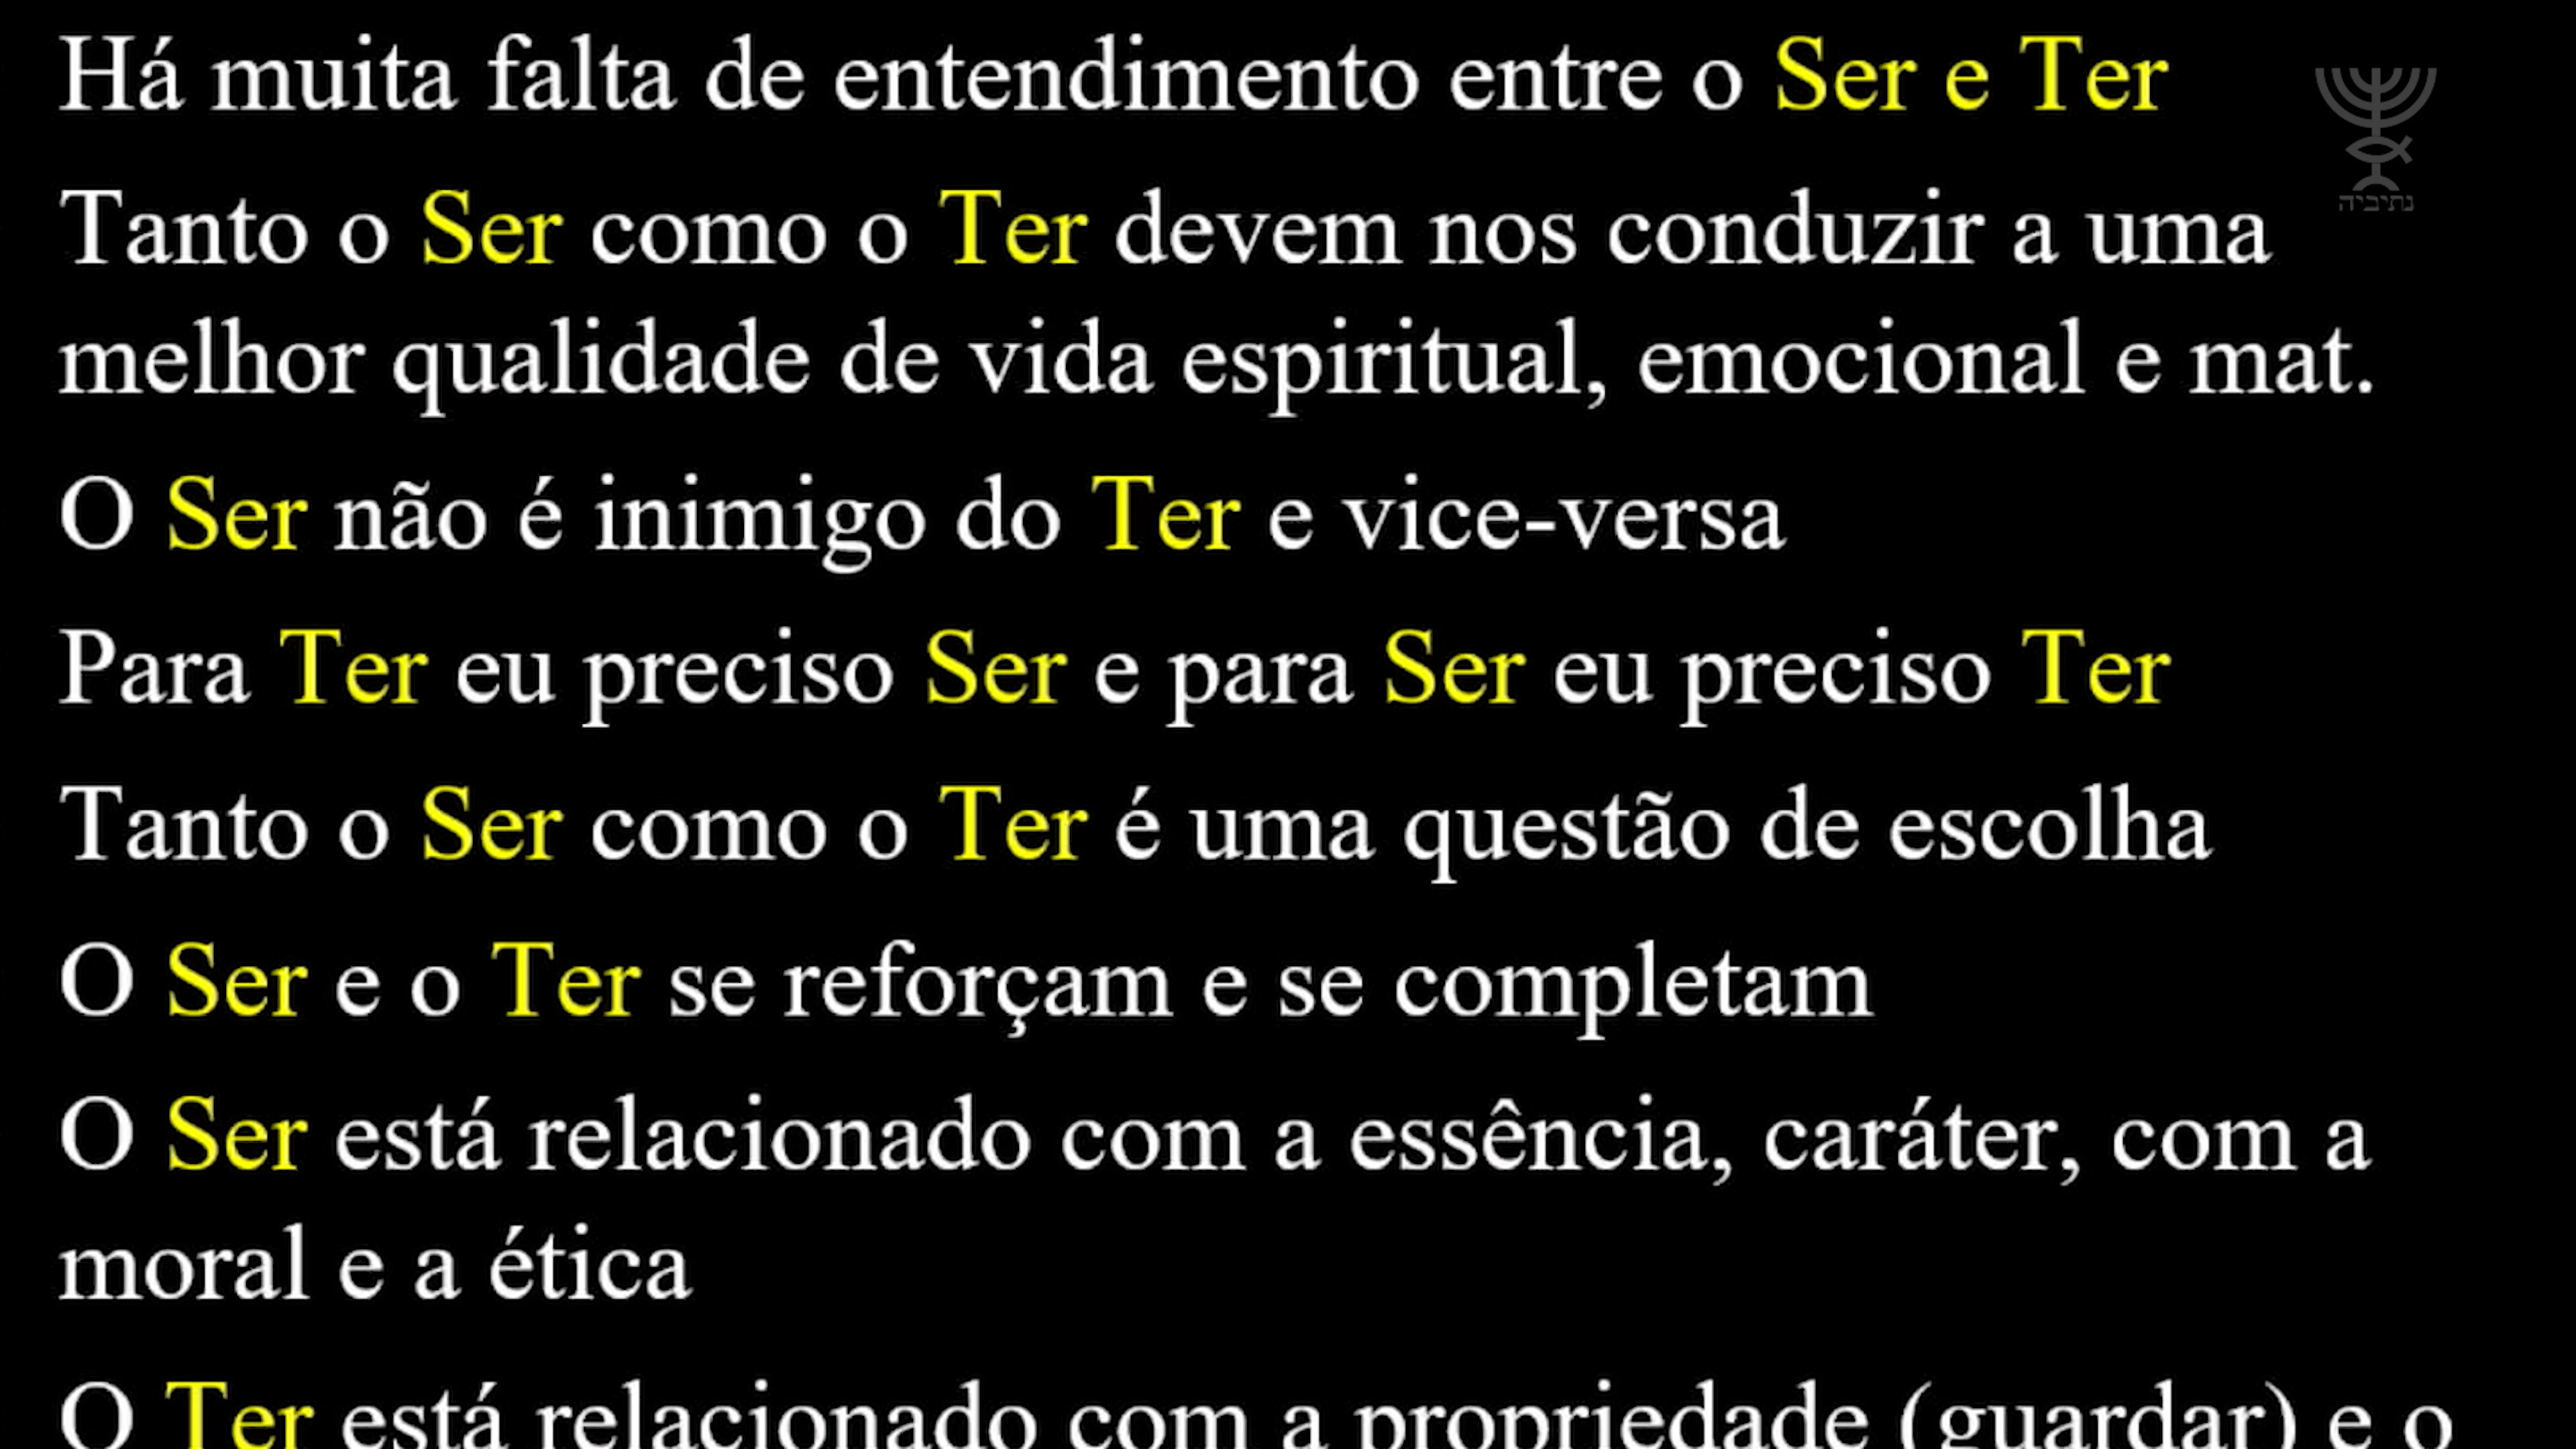 Há muita falta de entendimento entre o Ser e Ter
נתיביה
Tanto o Ser como o Ter devem nos conduzir a uma
melhor qualidade de vida espiritual, emocional e mat.
O Ser não é inimigo do Ter e vice-versa
Para Ter eu preciso Ser e para Ser eu preciso Ter
Tanto o Ser como o Ter é uma questão de escolha
O Ser e o Ter se reforçam e se completam
O Ser está relacionado com a essência, caráter, com a
moral e a ética
O Ter está relacionado com a propriedade (guardar) e o